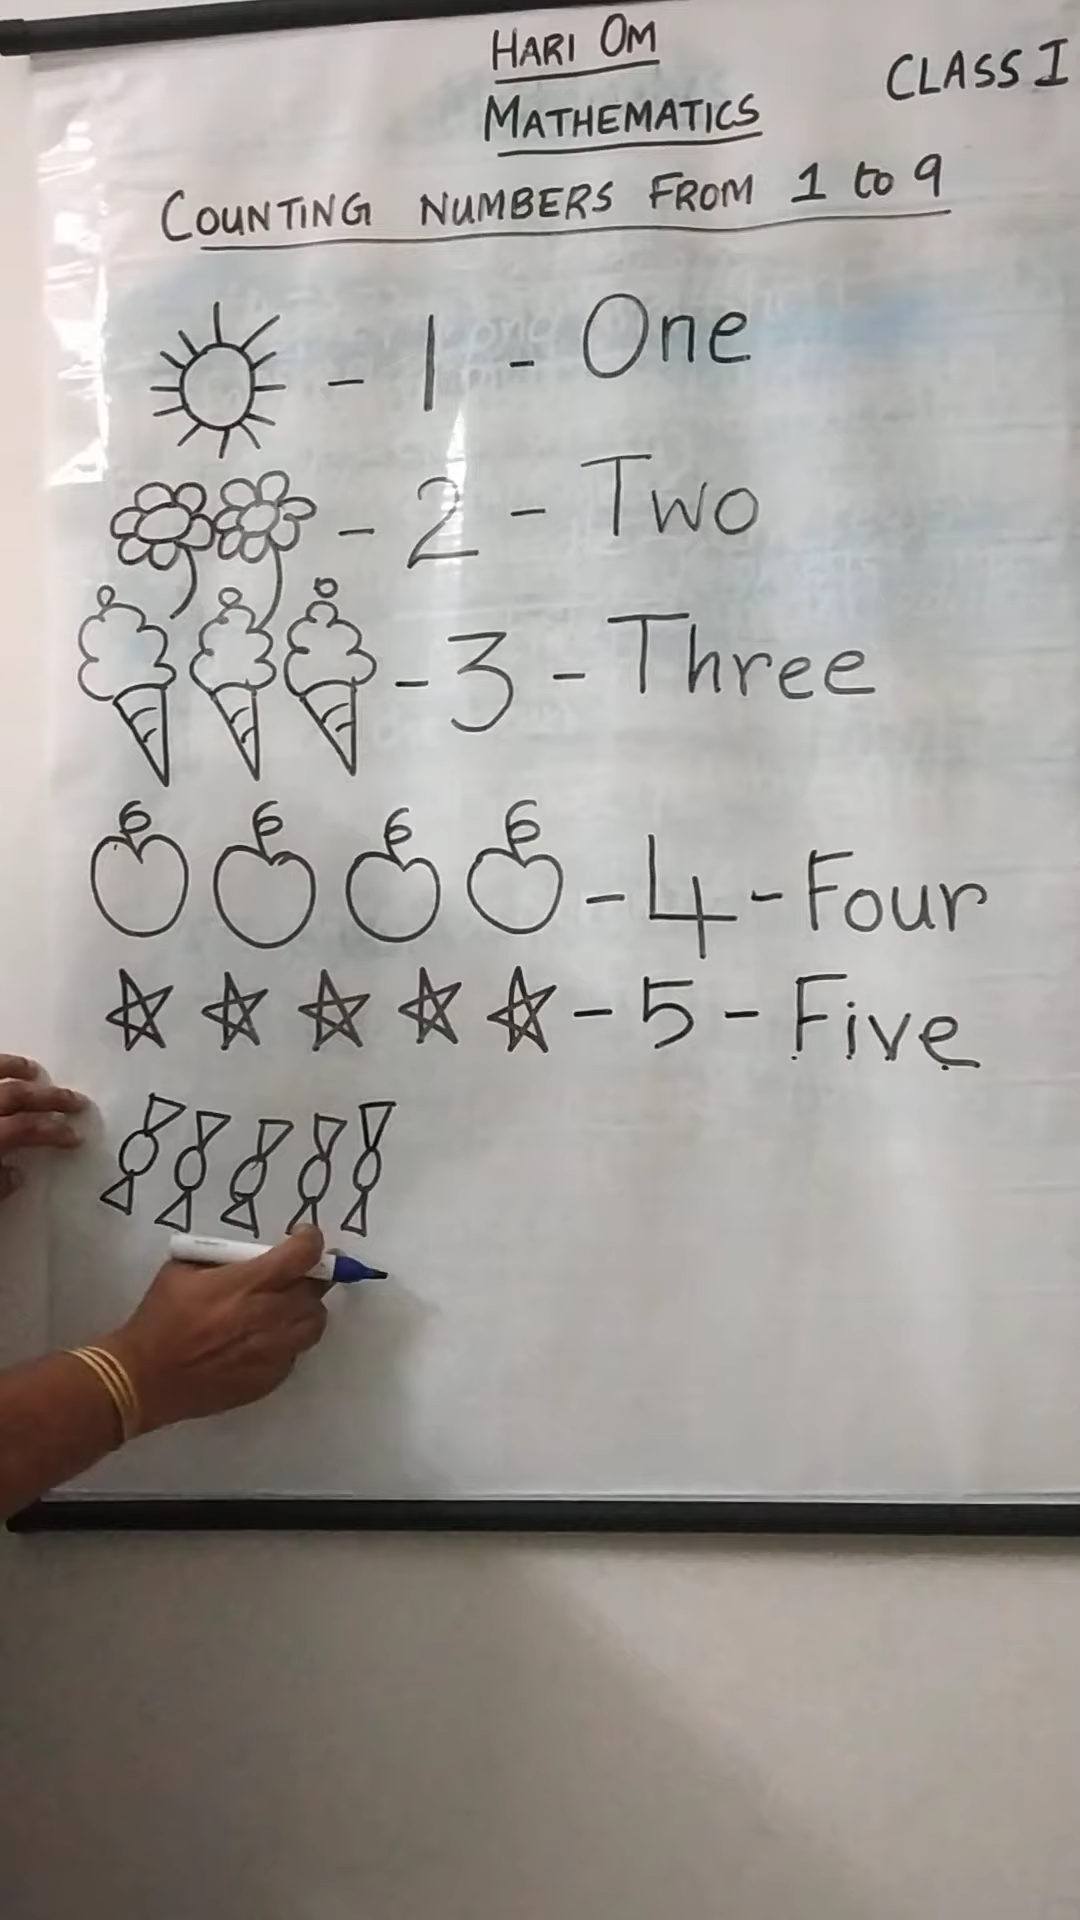 HARI OM
CLASS I
MATHEMATICS
COUNTING NUMBERS FROM 1 to 9
- 1 - One
- 2 - Two
- 3 - Three
- 4 - Four
- 5 - Five